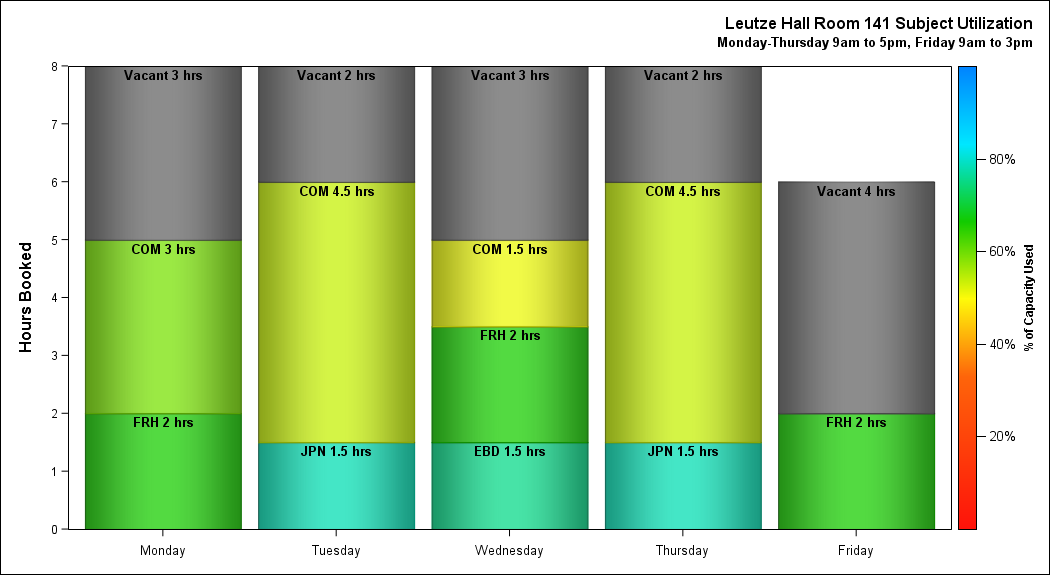 Leutze Hall Room 141 Subject Utilization
Monday-Thursday 9am to 5pm, Friday 9am to 3pm
Hours Booked
8
7
6
5
4
3
2
1
0
Vacant 3 hrs
COM 3 hrs
FRH 2 hrs
Vacant 2 hrs
COM 4.5 hrs
JPN 1.5 hrs
Vacant 3 hrs
COM 1.5 hrs
FRH 2 hrs
EBD 1.5 hrs
Vacant 2 hrs
COM 4.5 hrs
JPN 1.5 hrs
Vacant 4 hrs
FRH 2 hrs
Monday Tuesday Wednesday Thursday Friday
80%
60%
40%
20%
% of Capacity Used